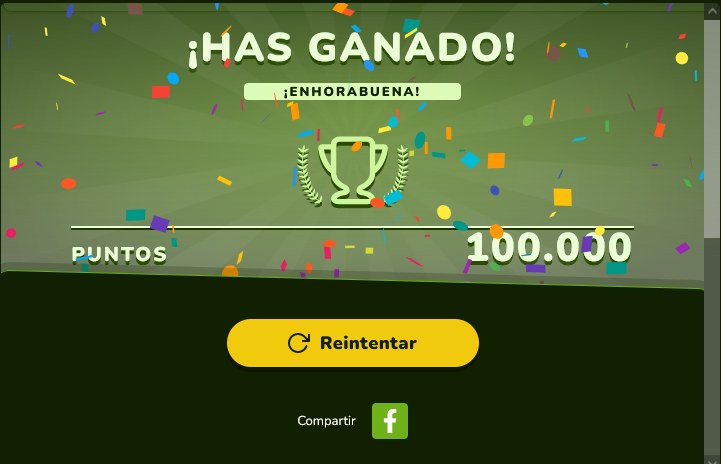 ¡HAS GANADO!
¡ENHORABUENA!
PUNTOS 100.000
Reintentar
Compartir